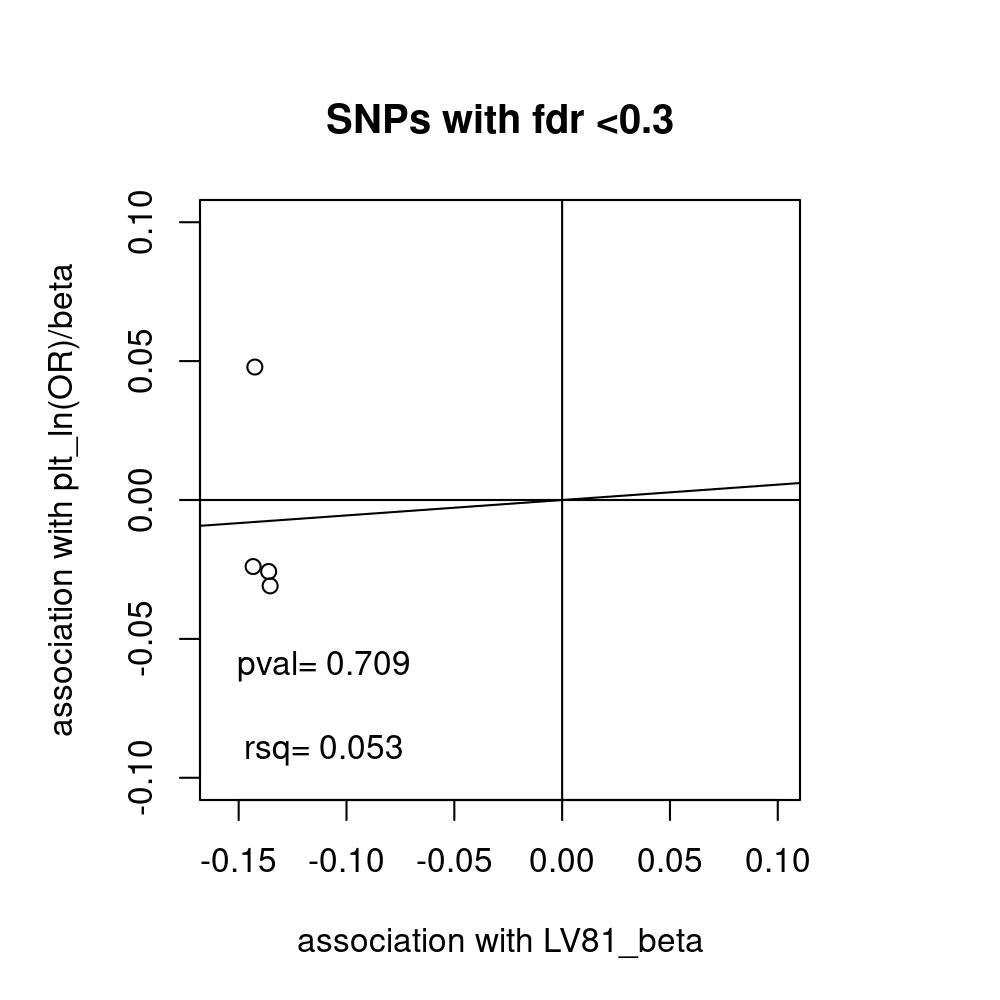 SNPs with fdr <0.3
association with plt_ln(OR)/beta
0.10
0.05
0.00
-0.05
-0.10
pval= 0.709
rsq= 0.053
-0.15 -0.10 -0.05 0.00 0.05 0.10
association with LV81_beta